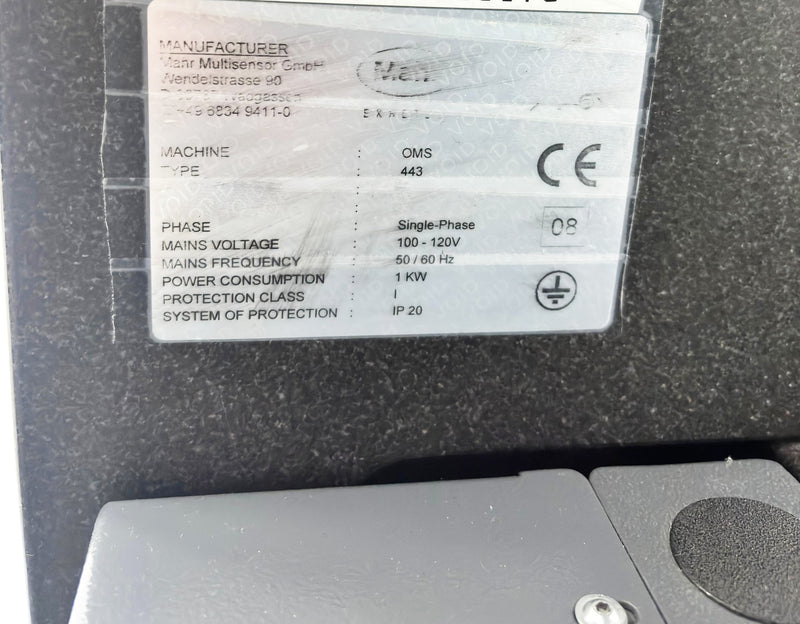 MANUFACTURER
Mahr Multisensor GmbH
Wendelstrasse 90
+49 6834 9411-0
Mahr
MACHINE : OMS
TYPE : 443
:
:
CE
PHASE : Single-Phase
08
MAINS VOLTAGE : 100 - 120V
MAINS FREQUENCY : 50 / 60 Hz
POWER CONSUMPTION : 1 KW
PROTECTION CLASS : I
SYSTEM OF PROTECTION : IP 20
VOID